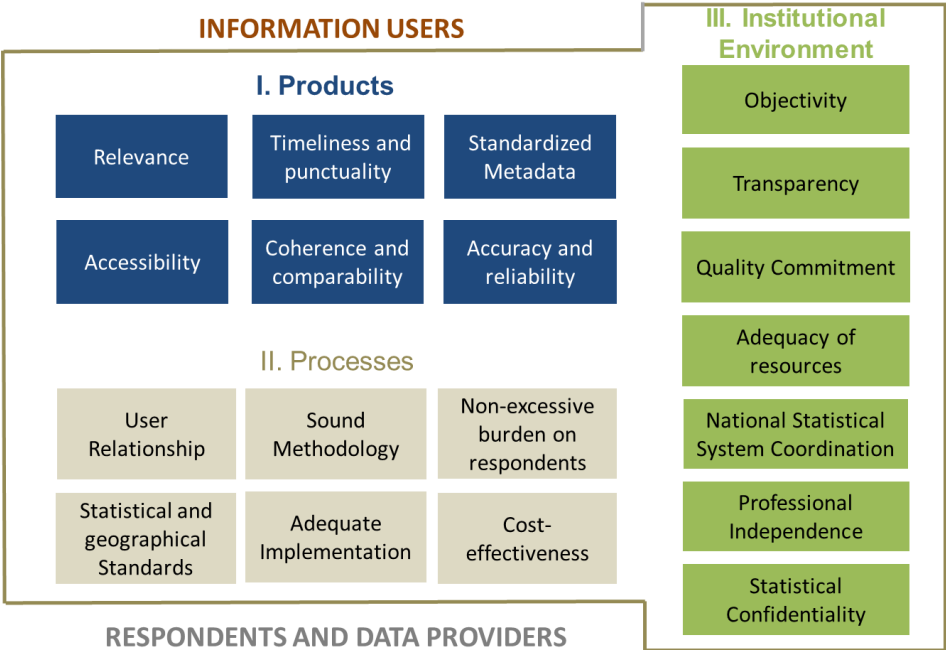 INFORMATION USERS
III. Institutional
Environment
I. Products
Relevance
Timeliness and
punctuality
Standardized
Metadata
Accessibility
Coherence and
comparability
Accuracy and
reliability
II. Processes
User
Relationship
Sound
Methodology
Non-excessive
burden on
respondents
Statistical and
geographical
Standards
Adequate
Implementation
Cost-
effectiveness
Objectivity
Transparency
Quality Commitment
Adequacy of
resources
National Statistical
System Coordination
Professional
Independence
Statistical
Confidentiality
RESPONDENTS AND DATA PROVIDERS